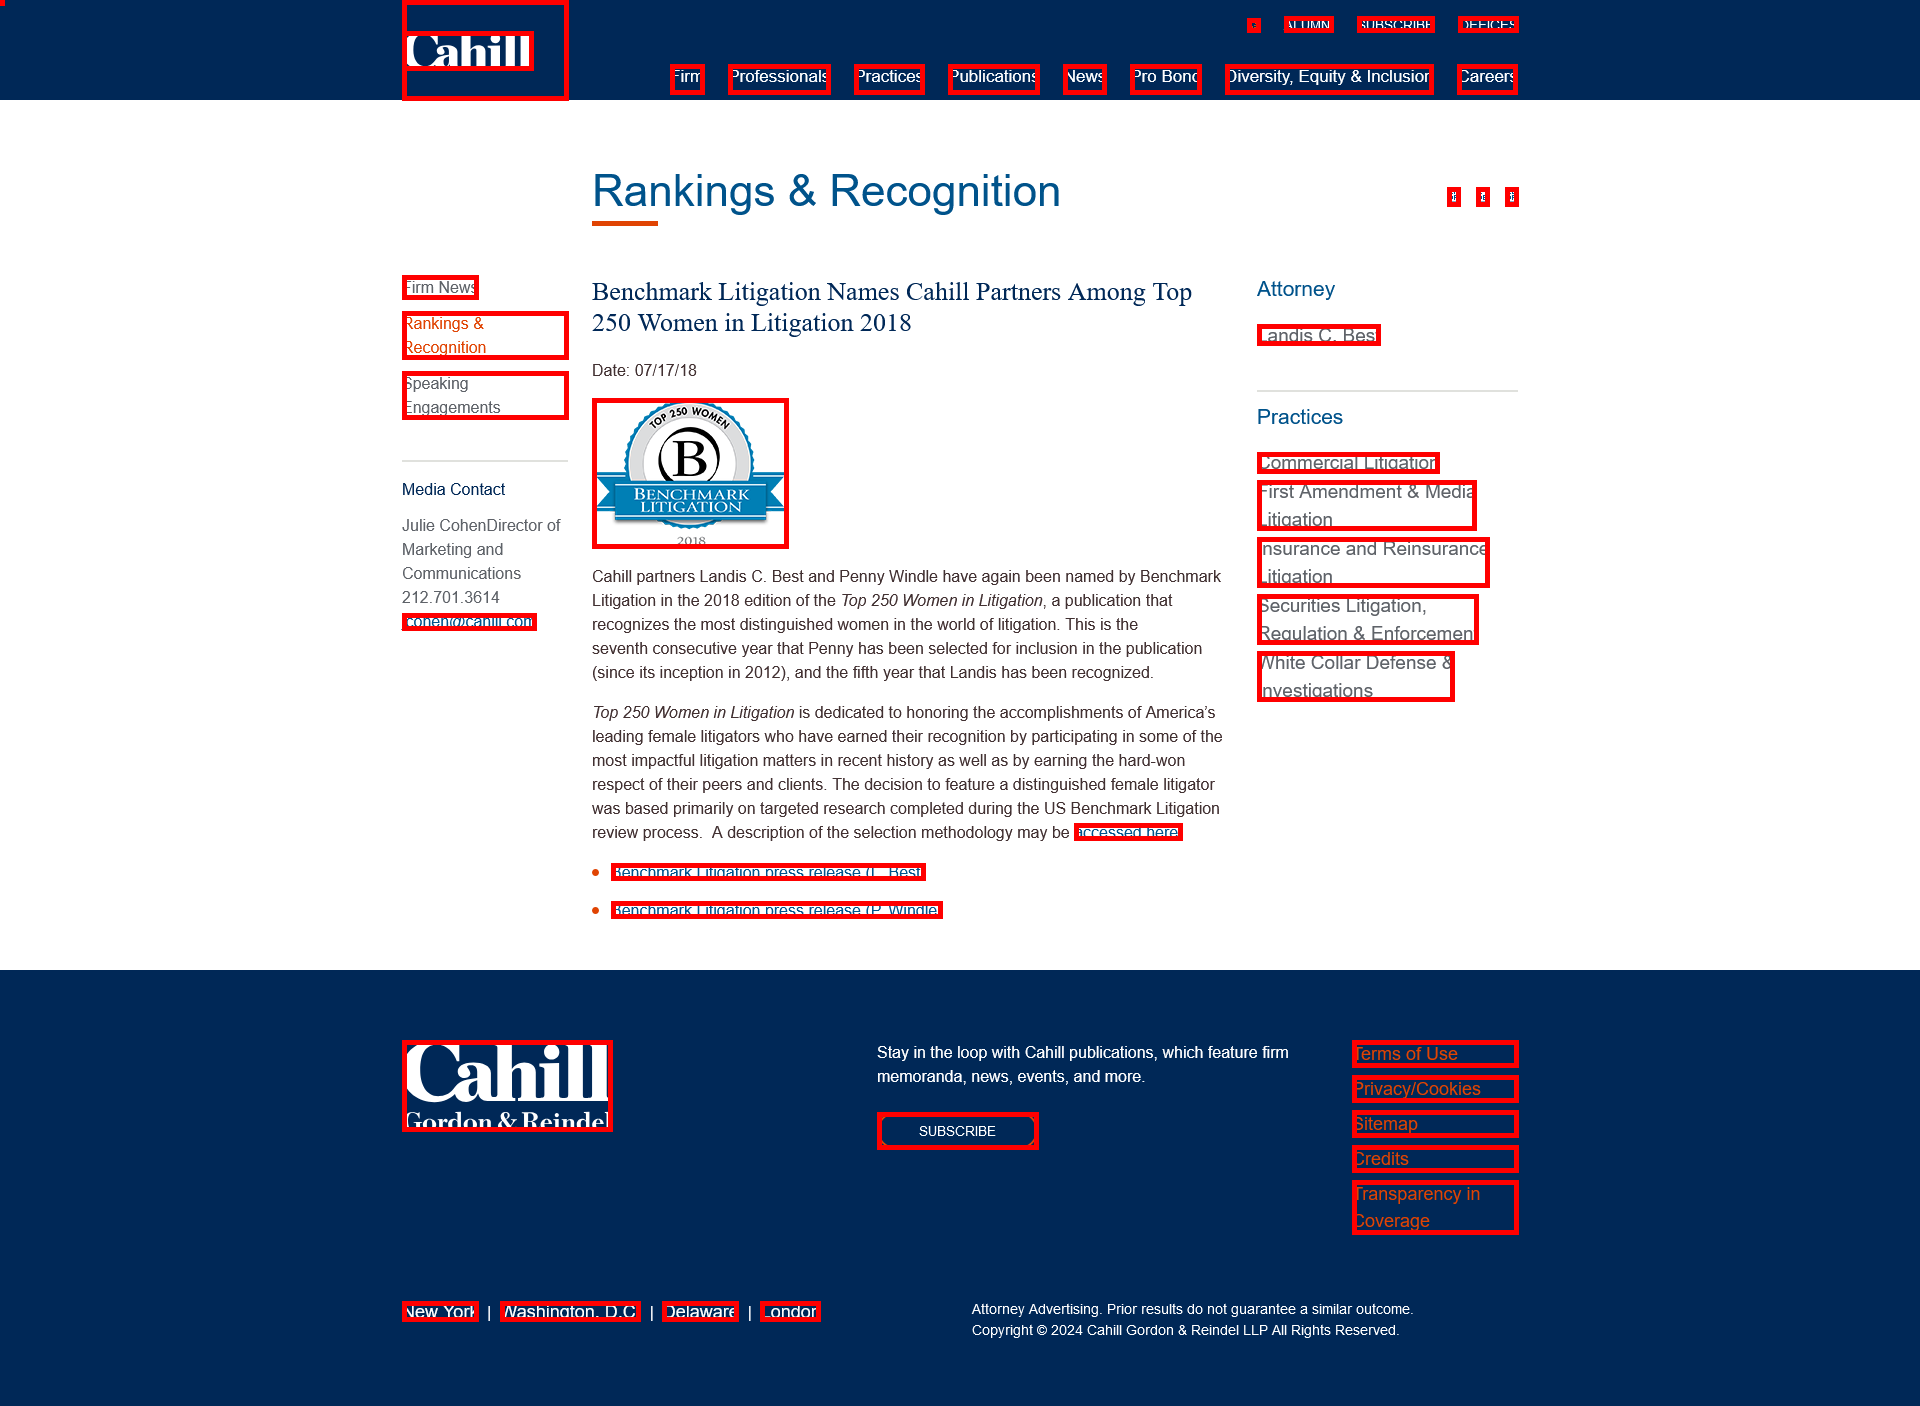 Cahill
ALUMNI
SUBSCRIBE
OFFICES
Firm
Professionals
Practices
Publications
News
Pro Bono
Diversity, Equity & Inclusion
Careers
Rankings & Recognition
Firm News
Rankings &
Recognition
Speaking
Engagements
Media Contact
Julie CohenDirector of
Marketing and
Communications
212.701.3614
jcohen@cahill.com
Benchmark Litigation Names Cahill Partners Among Top
250 Women in Litigation 2018
Date: 07/17/18
TOP 250 WOMEN
B
BENCHMARK
LITIGATION
2018
Cahill partners Landis C. Best and Penny Windle have again been named by Benchmark
Litigation in the 2018 edition of the Top 250 Women in Litigation, a publication that
recognizes the most distinguished women in the world of litigation. This is the
seventh consecutive year that Penny has been selected for inclusion in the publication
(since its inception in 2012), and the fifth year that Landis has been recognized.
Top 250 Women in Litigation is dedicated to honoring the accomplishments of America’s
leading female litigators who have earned their recognition by participating in some of the
most impactful litigation matters in recent history as well as by earning the hard-won
respect of their peers and clients. The decision to feature a distinguished female litigator
was based primarily on targeted research completed during the US Benchmark Litigation
review process.  A description of the selection methodology may be accessed here
Benchmark Litigation press release (L. Best)
Benchmark Litigation press release (P. Windle)
Attorney
Landis C. Best
Practices
Commercial Litigation
First Amendment & Media
Litigation
Insurance and Reinsurance
Litigation
Securities Litigation,
Regulation & Enforcement
White Collar Defense &
Investigations
Cahill
Gordon & Reindel
Stay in the loop with Cahill publications, which feature firm
memoranda, news, events, and more.
SUBSCRIBE
Terms of Use
Privacy/Cookies
Sitemap
Credits
Transparency in
Coverage
New York | Washington, D.C. | Delaware | London
Attorney Advertising. Prior results do not guarantee a similar outcome.
Copyright © 2024 Cahill Gordon & Reindel LLP All Rights Reserved.